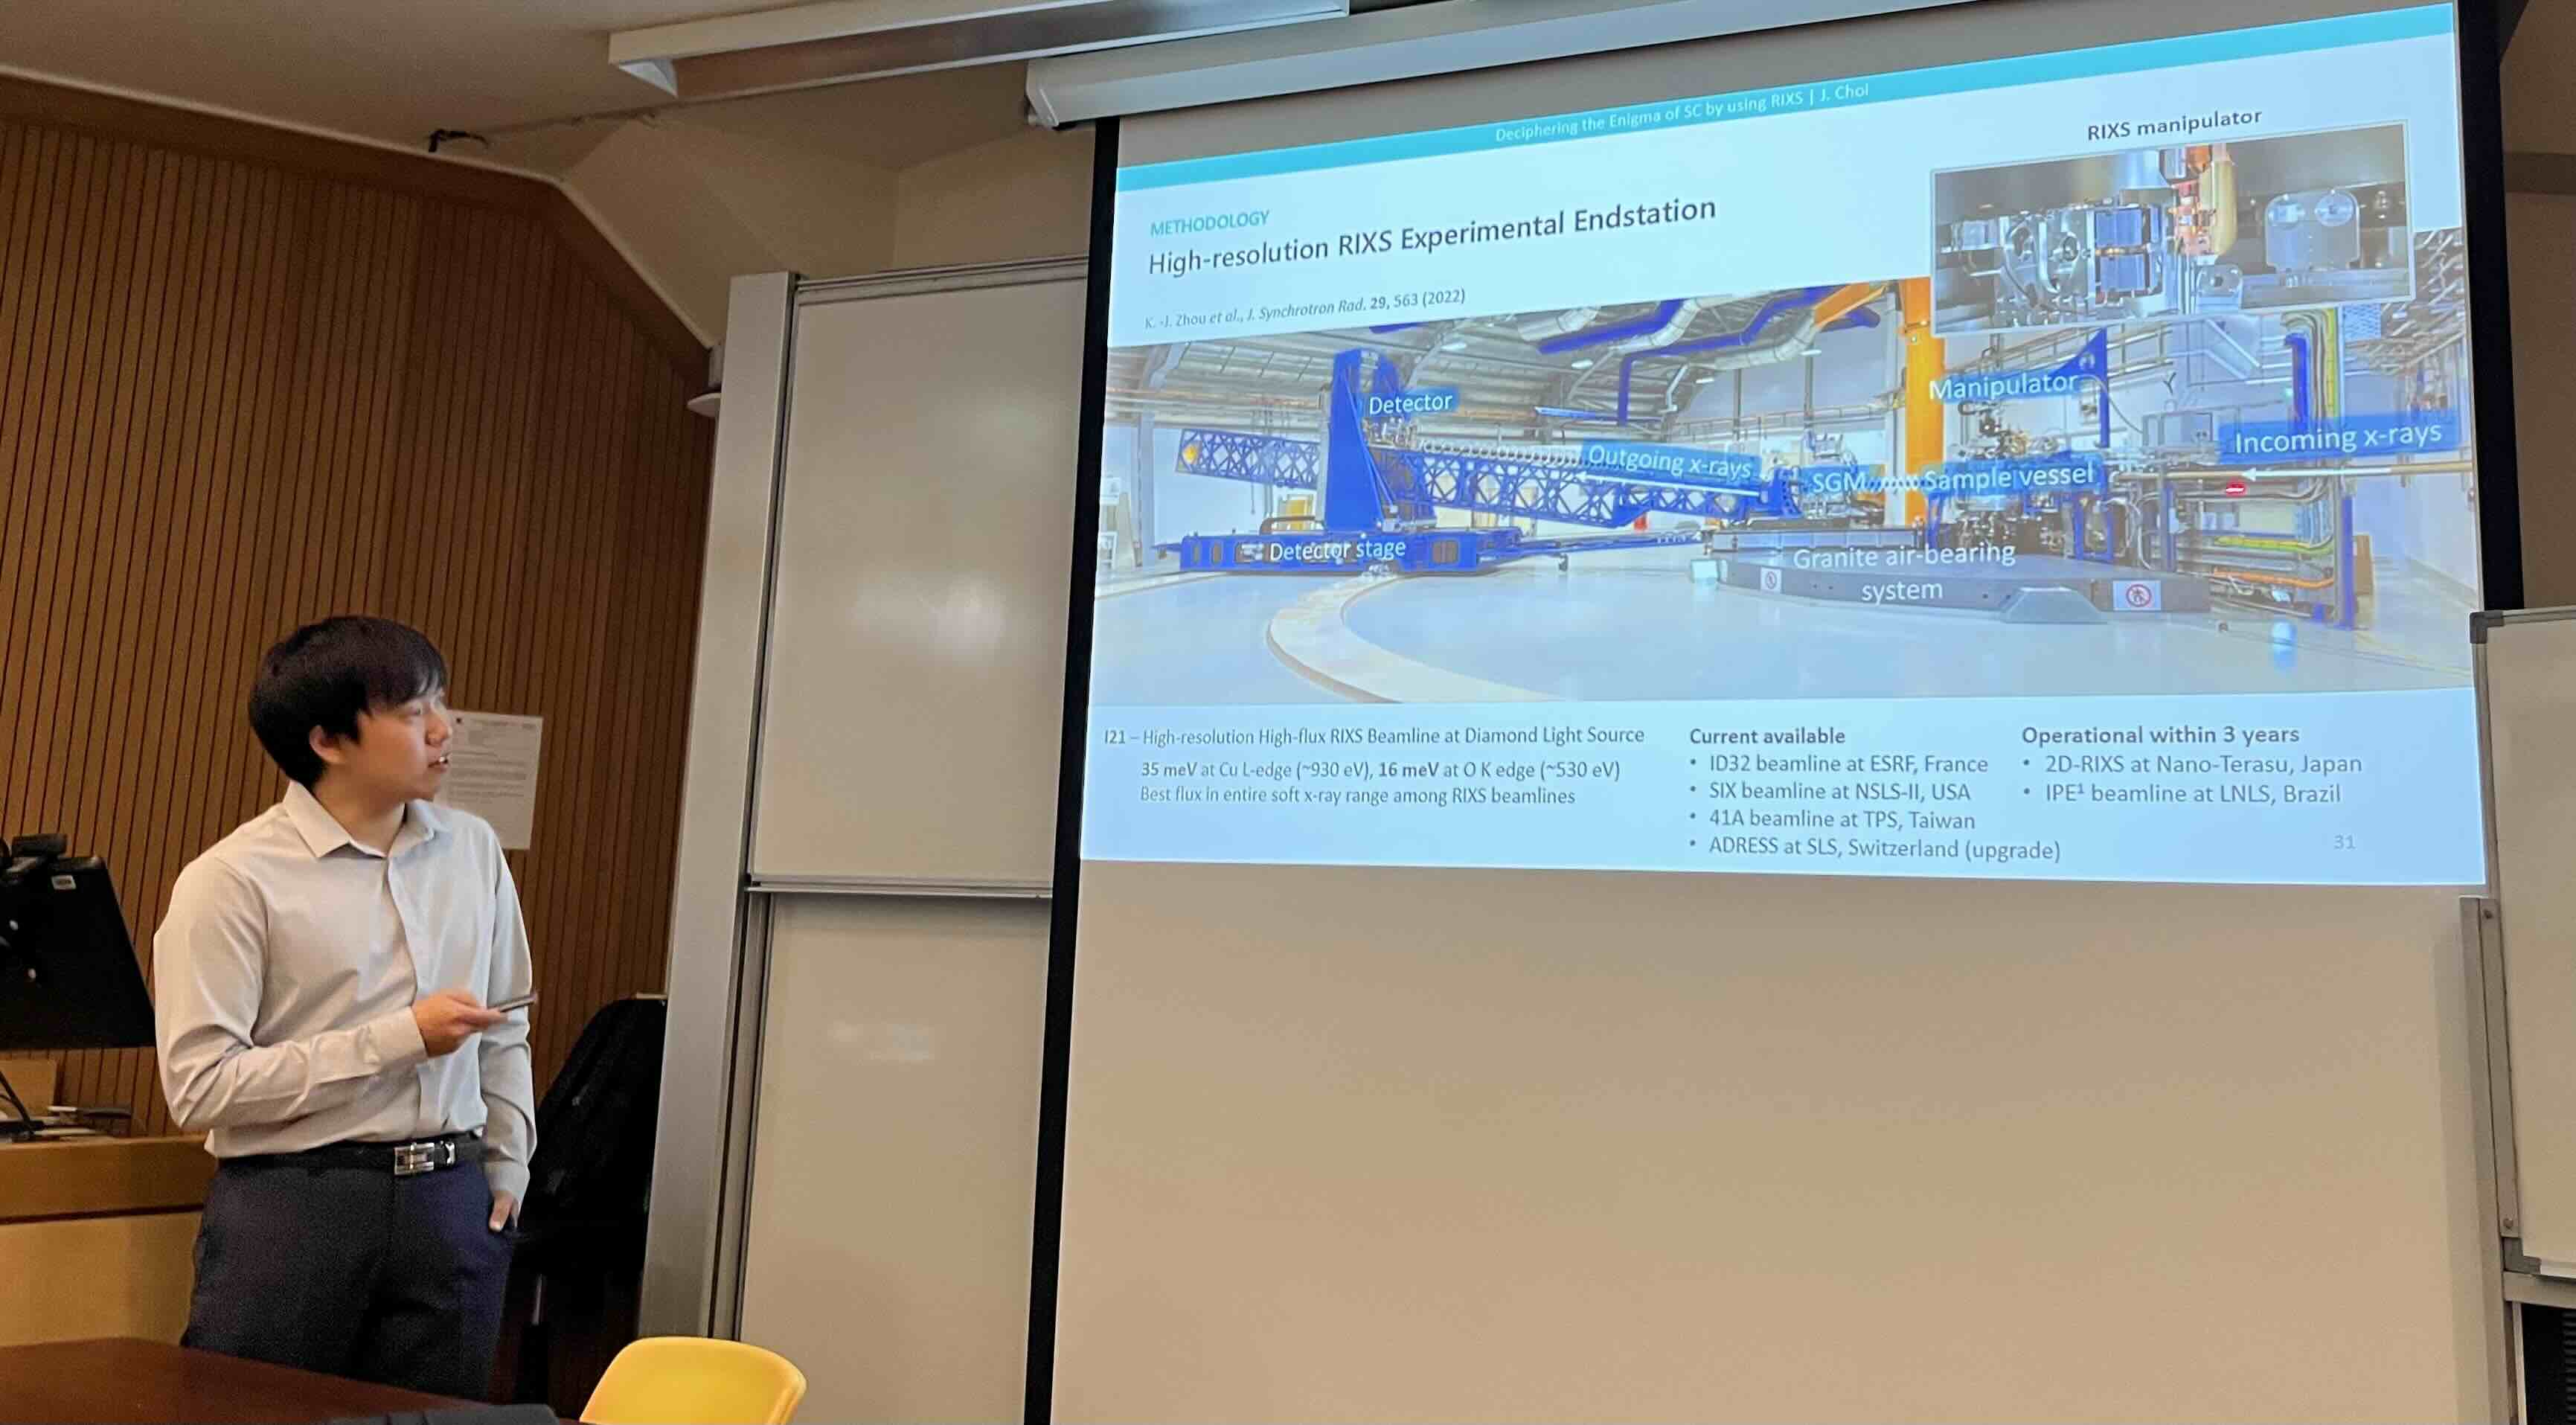 Deciphering the Enigma of SC by using RIXS | J. Choi
RIXS manipulator
METHODOLOGY
High-resolution RIXS Experimental Endstation
K. -J. Zhou et al., J. Synchrotron Rad. 29, 563 (2022)
Detector
Manipulator
Incoming x-rays
Outgoing x-rays
SGM
Sample vessel
Detector stage
Granite air-bearing
system
I21 – High-resolution High-flux RIXS Beamline at Diamond Light Source
35 meV at Cu L-edge (~930 eV), 16 meV at O K edge (~530 eV)
Best flux in entire soft x-ray range among RIXS beamlines
Current available
• ID32 beamline at ESRF, France
• SIX beamline at NSLS-II, USA
• 41A beamline at TPS, Taiwan
• ADRESS at SLS, Switzerland (upgrade)
Operational within 3 years
• 2D-RIXS at Nano-Terasu, Japan
• IPE¹ beamline at LNLS, Brazil
31